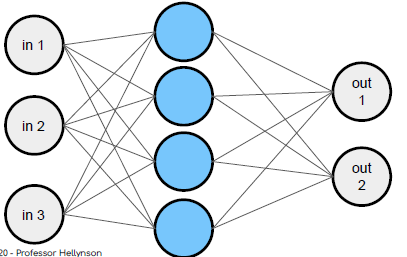 in 1
in 2
in 3
out
1
out
2
20 - Professor Hellynson